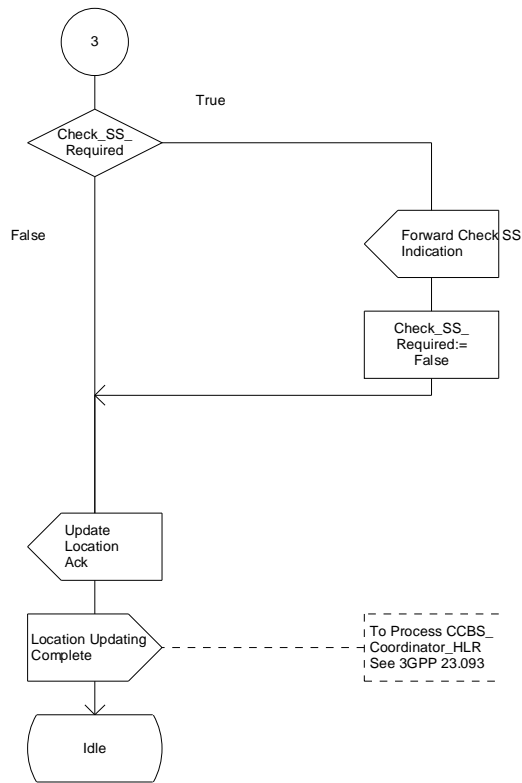 3
True
Check_SS_
Required
False
Forward Check SS
Indication
Check_SS_
Required:=
False
Update
Location
Ack
Location Updating
Complete
To Process CCBS_
Coordinator_HLR
See 3GPP 23.093
Idle